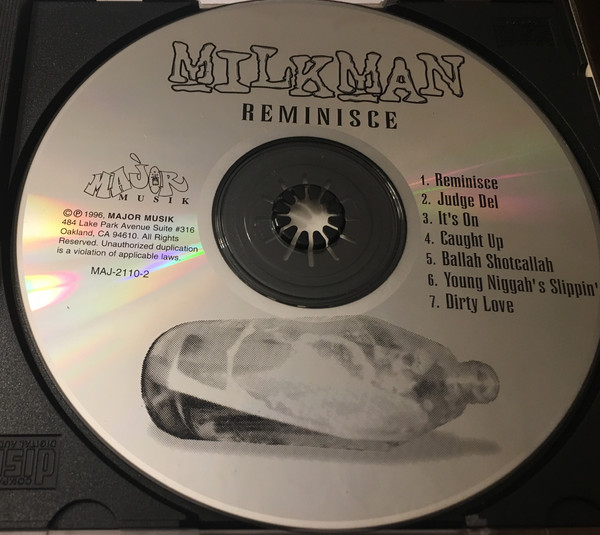 MILKMAN
REMINISCE
MAJOR
MUSIK
©℗ 1996, MAJOR MUSIK
484 Lake Park Avenue Suite #316
Oakland, CA 94610. All Rights
Reserved. Unauthorized duplication
is a violation of applicable laws.
MAJ-2110-2
1. Reminisce
2. Judge Del
3. It's On
4. Caught Up
5. Ballah Shotcallah
6. Young Niggah's Slippin'
7. Dirty Love